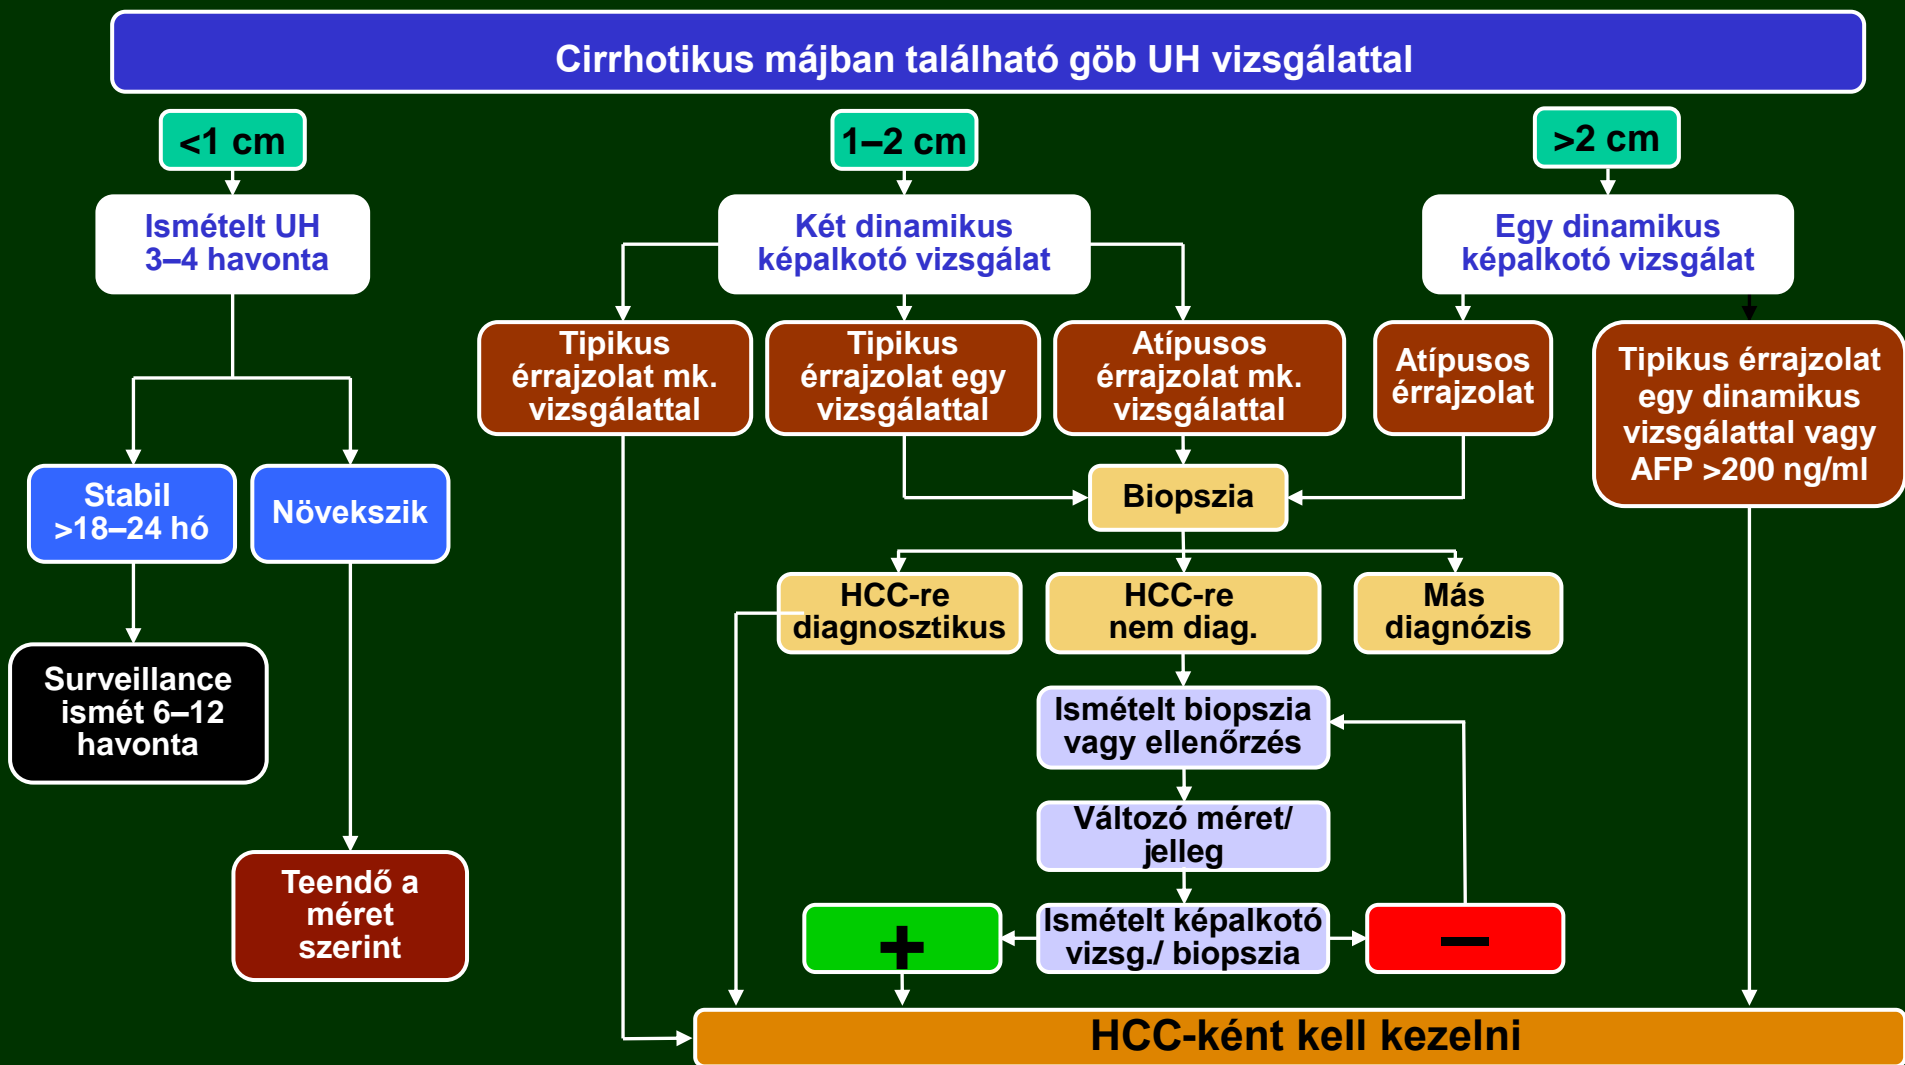 Cirrhotikus májban található göb UH vizsgálattal
<1 cm
1–2 cm
>2 cm
Ismételt UH
3–4 havonta
Két dinamikus
képalkotó vizsgálat
Egy dinamikus
képalkotó vizsgálat
Tipikus
érrajzolat mk.
vizsgálattal
Tipikus
érrajzolat egy
vizsgálattal
Atípusos
érrajzolat mk.
vizsgálattal
Atípusos
érrajzolat
Tipikus érrajzolat
egy dinamikus
vizsgálattal vagy
AFP >200 ng/ml
Stabil
>18–24 hó
Növekszik
Biopszia
HCC-re
diagnosztikus
HCC-re
nem diag.
Más
diagnózis
Surveillance
ismét 6–12
havonta
Ismételt biopszia
vagy ellenőrzés
Változó méret/
jelleg
Teendő a
méret
szerint
+
Ismételt képalkotó
vizsg./ biopszia
–
HCC-ként kell kezelni